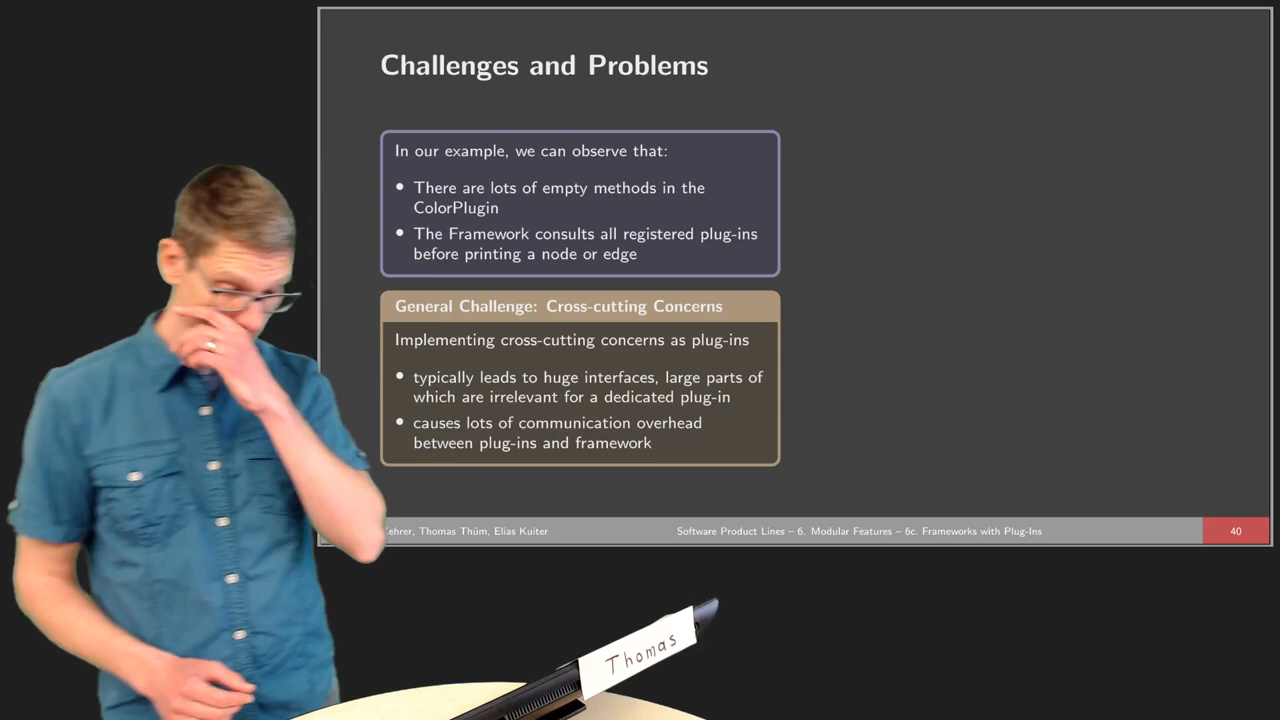 Challenges and Problems
In our example, we can observe that:
• There are lots of empty methods in the
ColorPlugin
• The Framework consults all registered plug-ins
before printing a node or edge
General Challenge: Cross-cutting Concerns
Implementing cross-cutting concerns as plug-ins
• typically leads to huge interfaces, large parts of
which are irrelevant for a dedicated plug-in
• causes lots of communication overhead
between plug-ins and framework
Thomas Thüm, Elias Kuiter
Software Product Lines – 6. Modular Features – 6c. Frameworks with Plug-Ins
40
Thomas